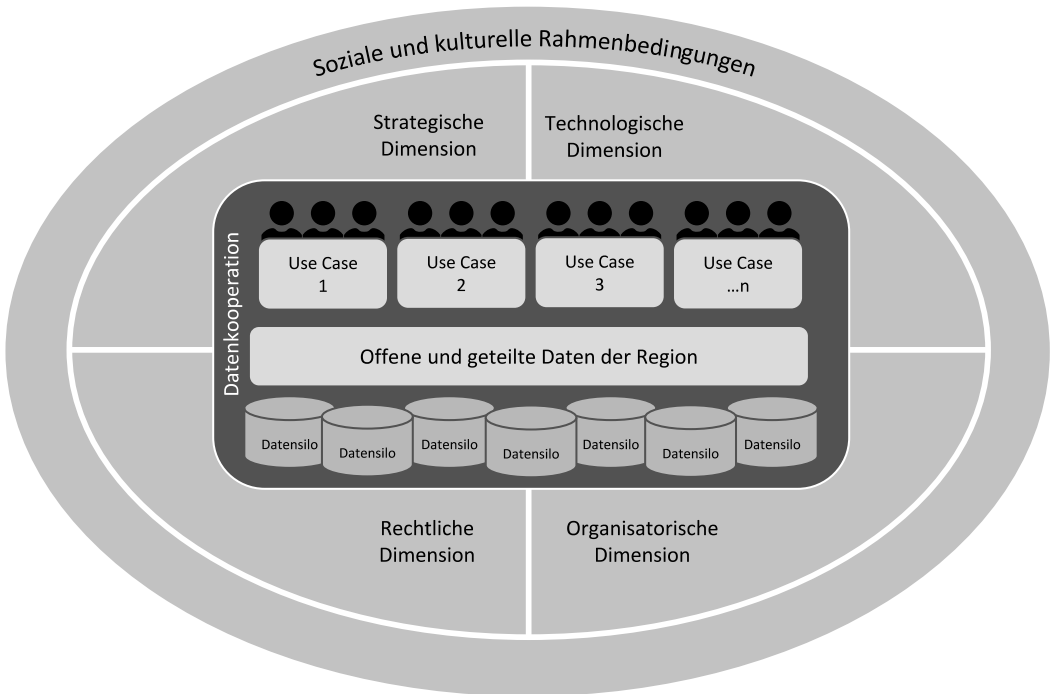 Soziale und kulturelle Rahmenbedingungen
Strategische
Dimension
Technologische
Dimension
Datenkooperation
Use Case
1
Use Case
2
Use Case
3
Use Case
...n
Offene und geteilte Daten der Region
Datensilo
Datensilo
Datensilo
Datensilo
Datensilo
Datensilo
Datensilo
Rechtliche
Dimension
Organisatorische
Dimension